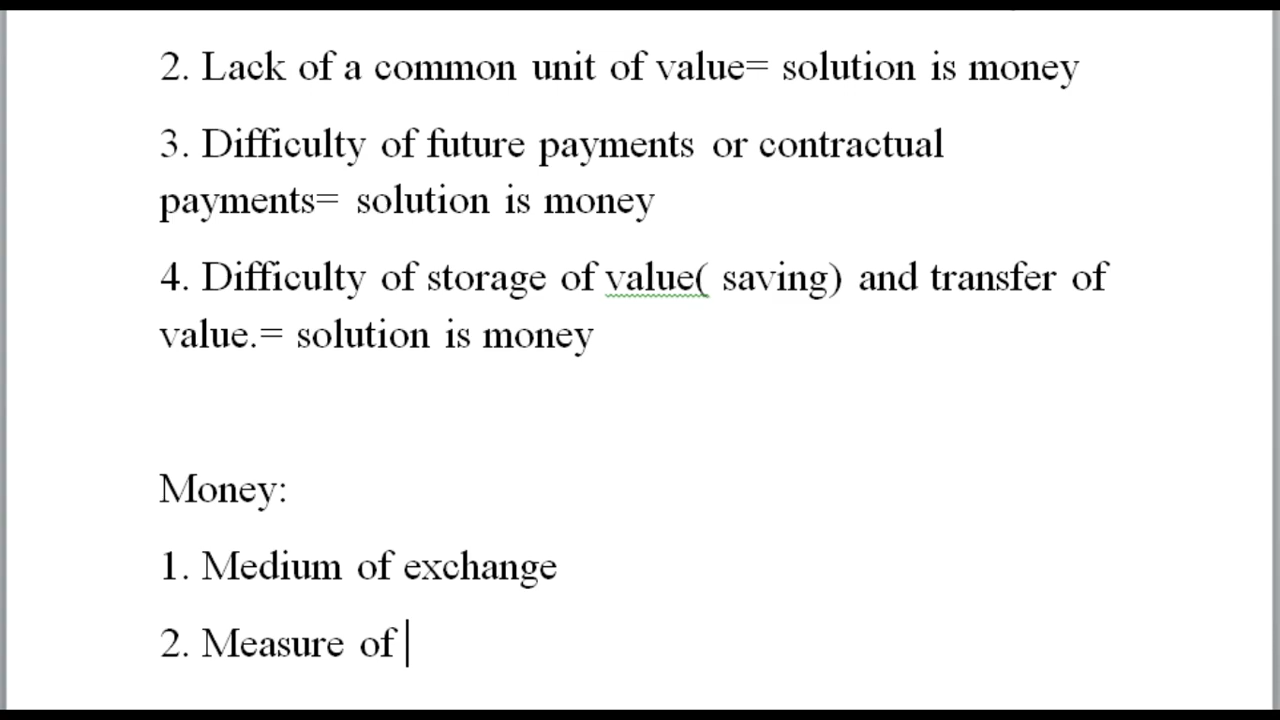 2. Lack of a common unit of value= solution is money
3. Difficulty of future payments or contractual
payments= solution is money
4. Difficulty of storage of value( saving) and transfer of
value.= solution is money
Money:
1. Medium of exchange
2. Measure of